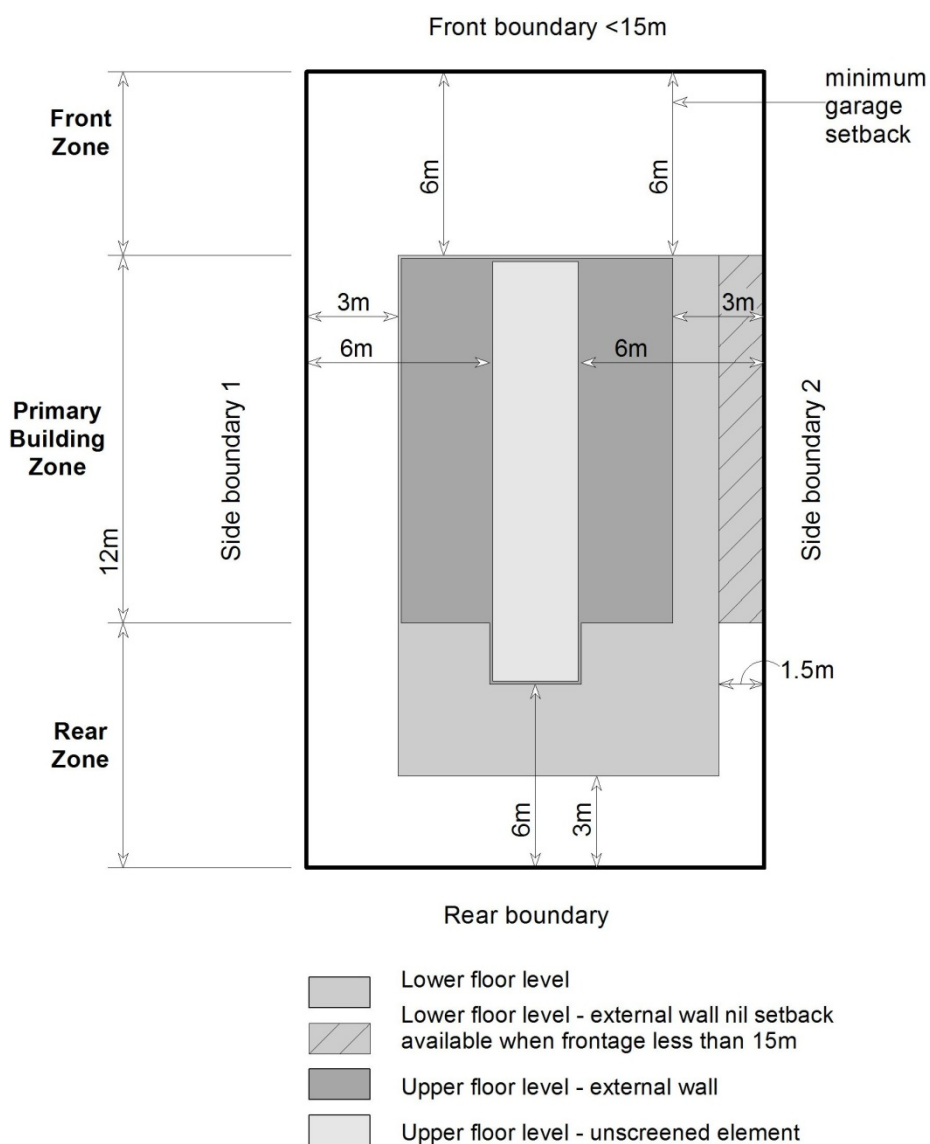 Front boundary <15m
minimum
garage
setback
Front
Zone
6m
6m
3m
3m
6m
6m
Primary
Building
Zone
Side boundary 1
Side boundary 2
12m
1.5m
Rear
Zone
6m
3m
Rear boundary
Lower floor level
Lower floor level - external wall nil setback
available when frontage less than 15m
Upper floor level - external wall
Upper floor level - unscreened element